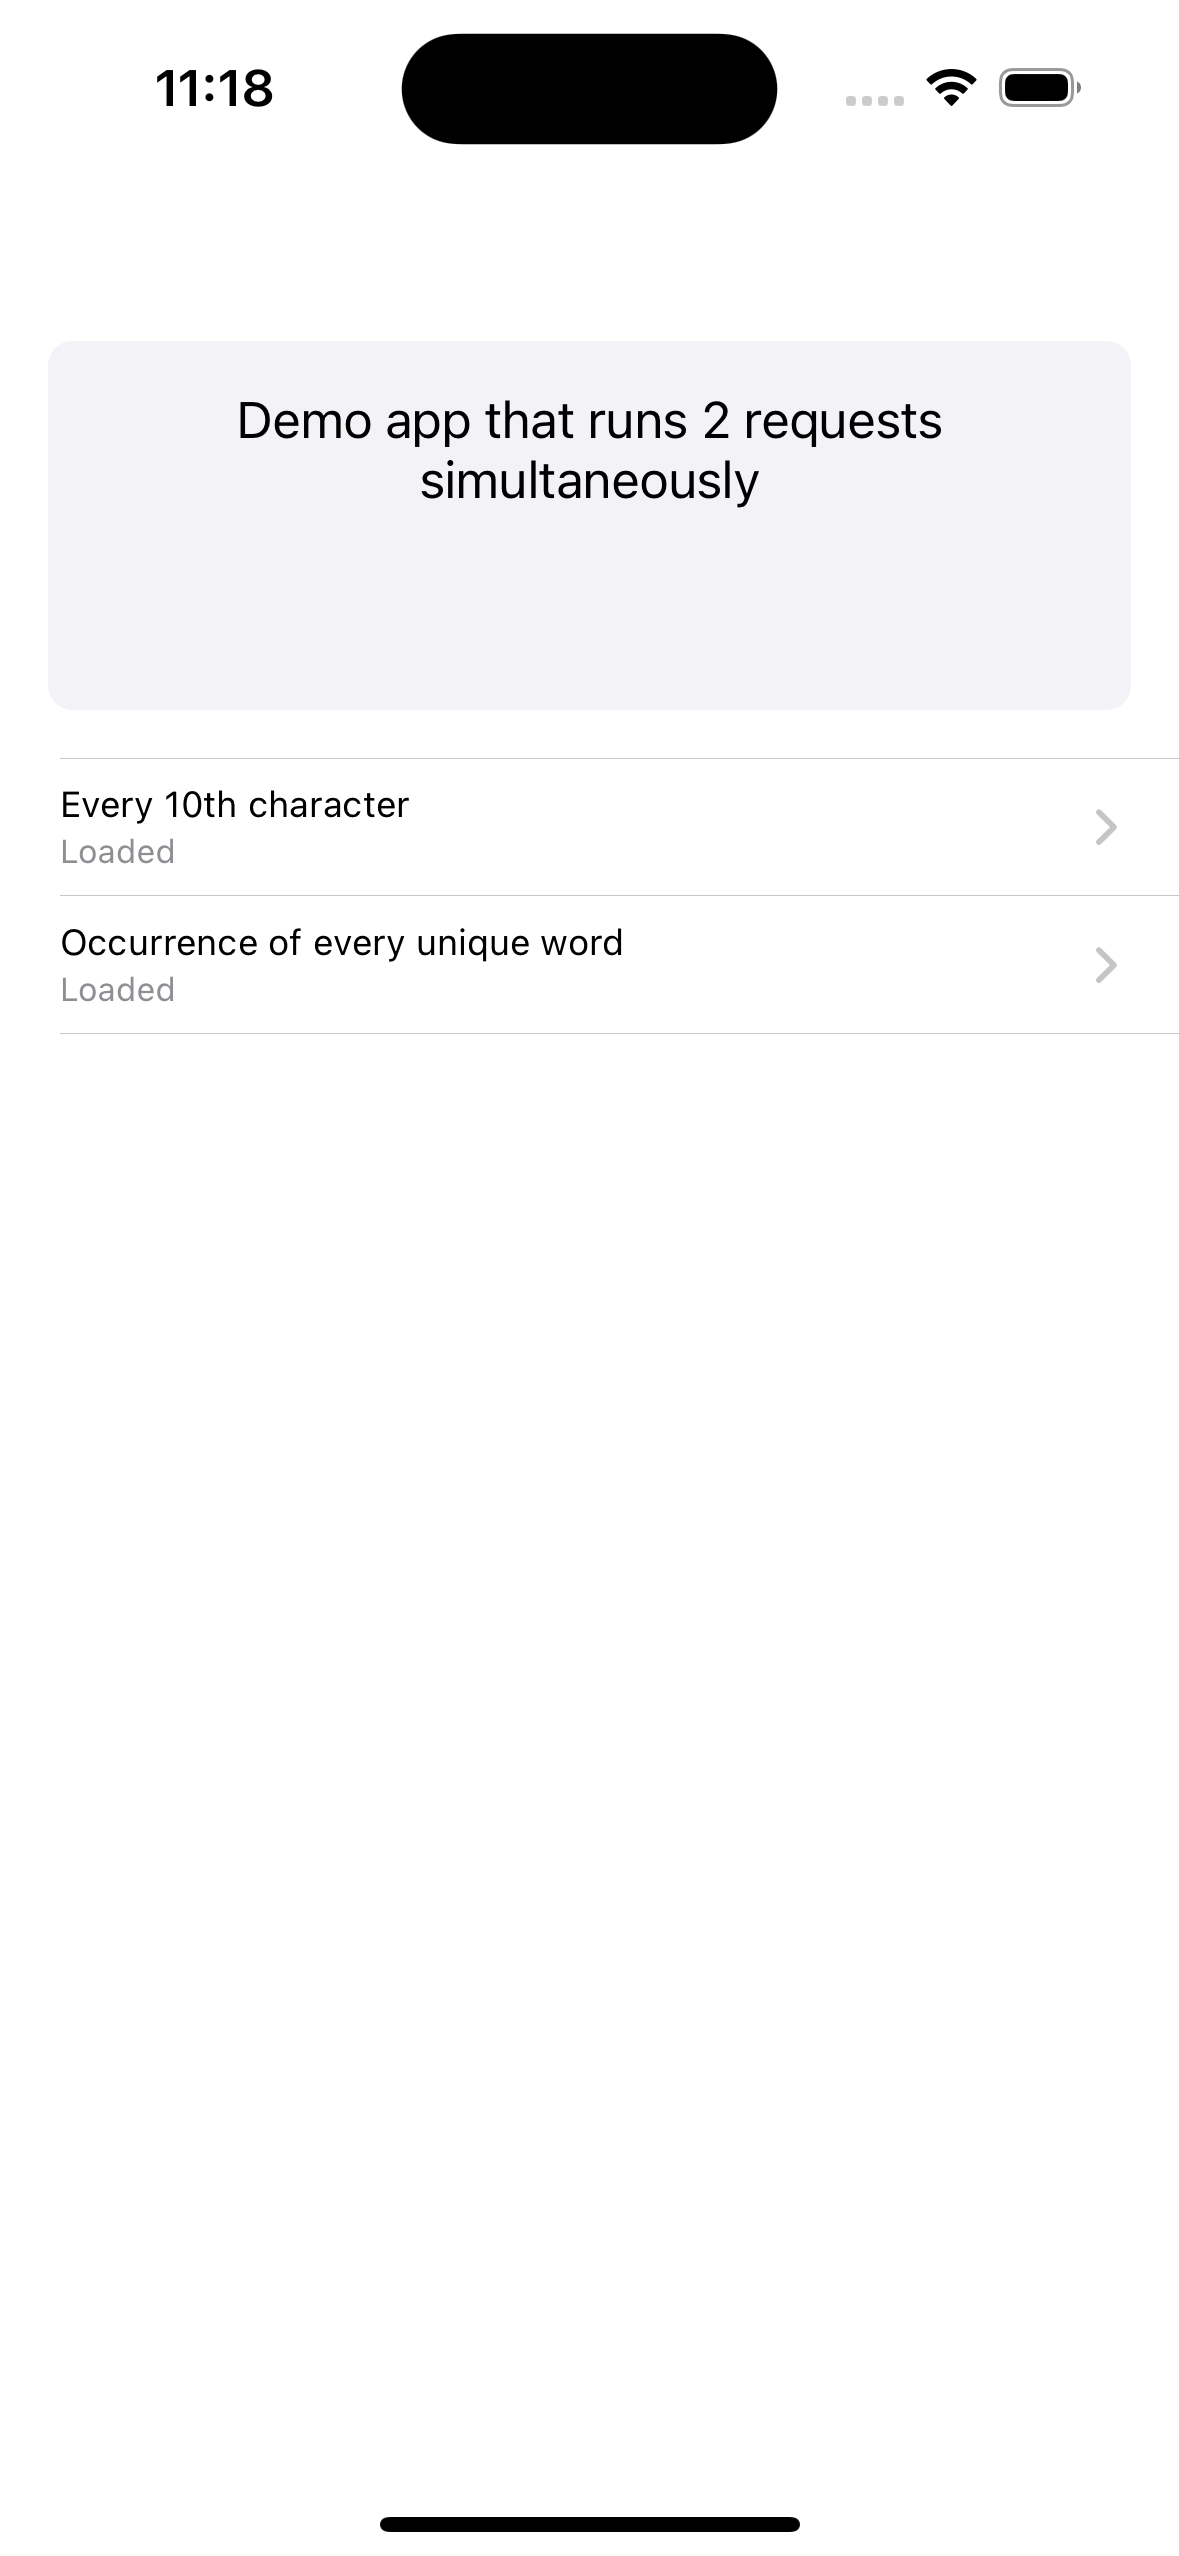 11:18
Demo app that runs 2 requests
simultaneously
Every 10th character
Loaded
Occurrence of every unique word
Loaded